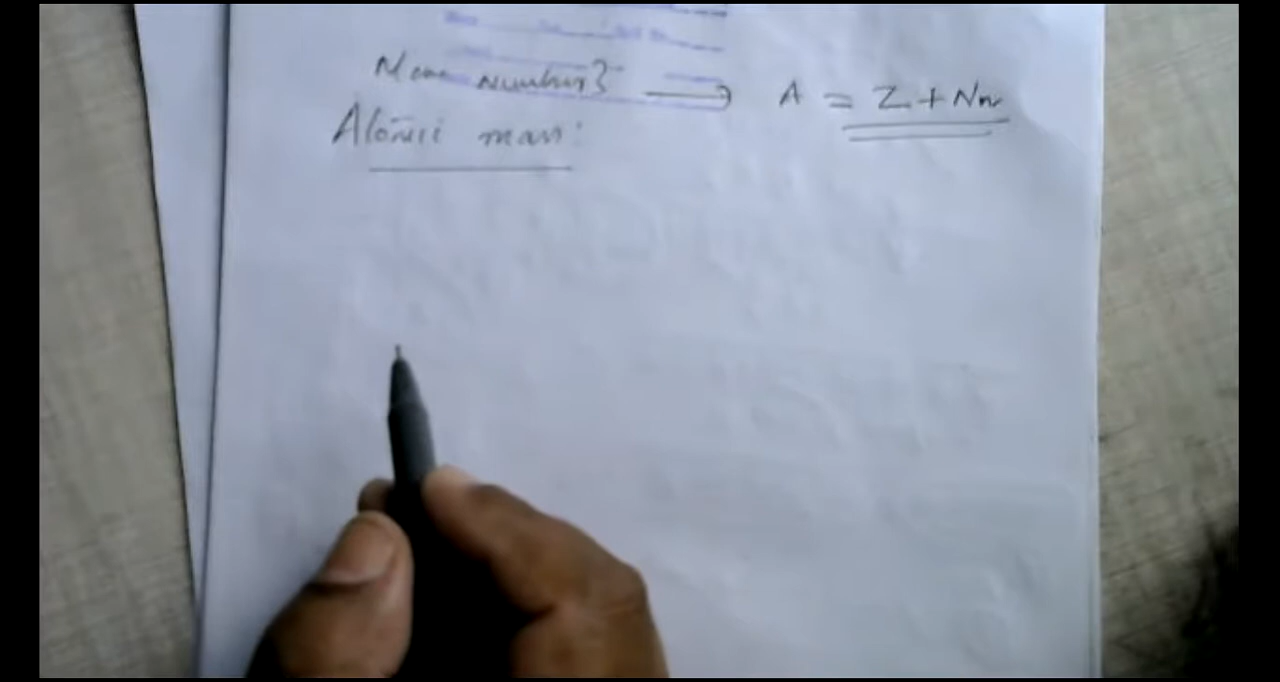 Mass Number} → A = Z + Nn
Atomic mass: